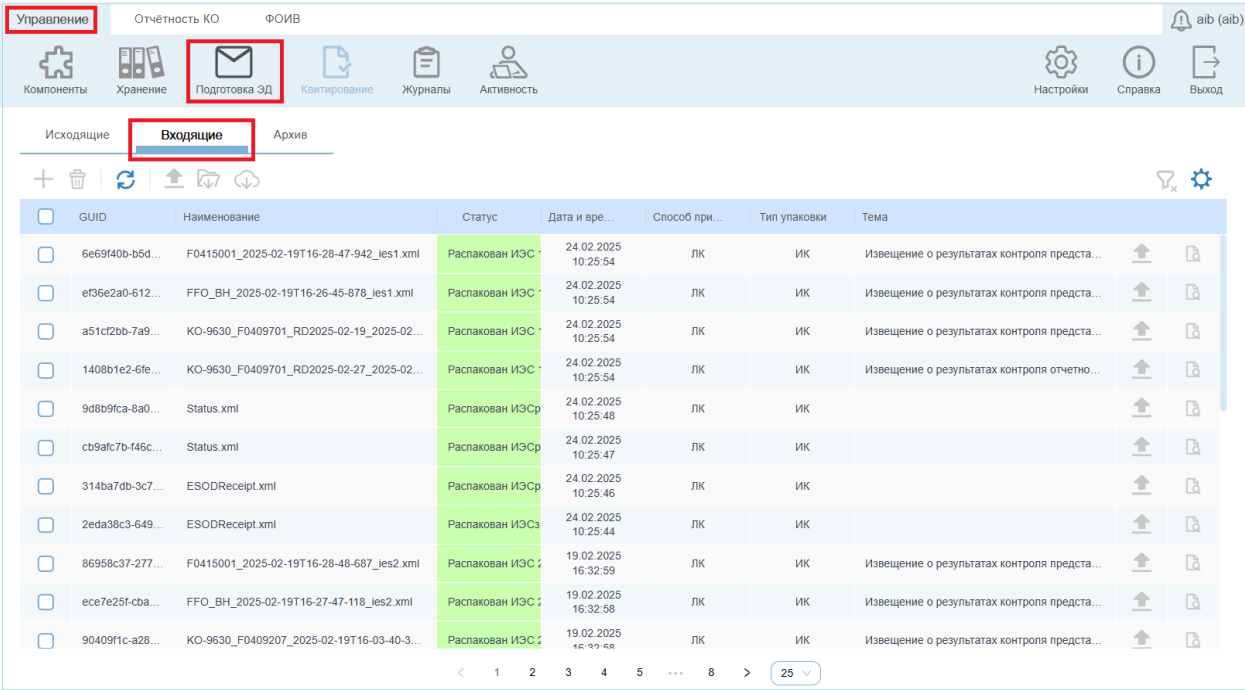 Управление Отчётность КО ФОИВ aib (aib)
Компоненты Хранение Подготовка ЭД Квитирование Журналы Активность Настройки Справка Выход
Исходящие Входящие Архив
GUID Наименование Статус Дата и вре... Способ при... Тип упаковки Тема
6e69f40b-b5d... F0415001_2025-02-19T16-28-47-942_ies1.xml Распакован ИЭС 1 24.02.2025 10:25:54 ЛК ИК Извещение о результатах контроля предста...
ef36e2a0-612... FFO_BH_2025-02-19T16-26-45-878_ies1.xml Распакован ИЭС 1 24.02.2025 10:25:54 ЛК ИК Извещение о результатах контроля предста...
a51cf2bb-7a9... KO-9630_F0409701_RD2025-02-19_2025-02... Распакован ИЭС 1 24.02.2025 10:25:54 ЛК ИК Извещение о результатах контроля предста...
1408b1e2-6fe... KO-9630_F0409701_RD2025-02-27_2025-02... Распакован ИЭС 1 24.02.2025 10:25:54 ЛК ИК Извещение о результатах контроля отчетно...
9d8b9fca-8a0... Status.xml Распакован ИЭСр 24.02.2025 10:25:48 ЛК ИК
cb9afc7b-f46c... Status.xml Распакован ИЭСр 24.02.2025 10:25:47 ЛК ИК
314ba7db-3c7... ESODReceipt.xml Распакован ИЭСр 24.02.2025 10:25:46 ЛК ИК
2eda38c3-649... ESODReceipt.xml Распакован ИЭСз 24.02.2025 10:25:44 ЛК ИК
86958c37-277... F0415001_2025-02-19T16-28-48-687_ies2.xml Распакован ИЭС 2 19.02.2025 16:32:59 ЛК ИК Извещение о результатах контроля предста...
ece7e25f-cba... FFO_BH_2025-02-19T16-27-47-118_ies2.xml Распакован ИЭС 2 19.02.2025 16:32:58 ЛК ИК Извещение о результатах контроля предста...
90409f1c-a28... KO-9630_F0409207_2025-02-19T16-03-40-3... Распакован ИЭС 2 19.02.2025 16:32:58 ЛК ИК Извещение о результатах контроля предста...
< 1 2 3 4 5 ··· 8 > 25